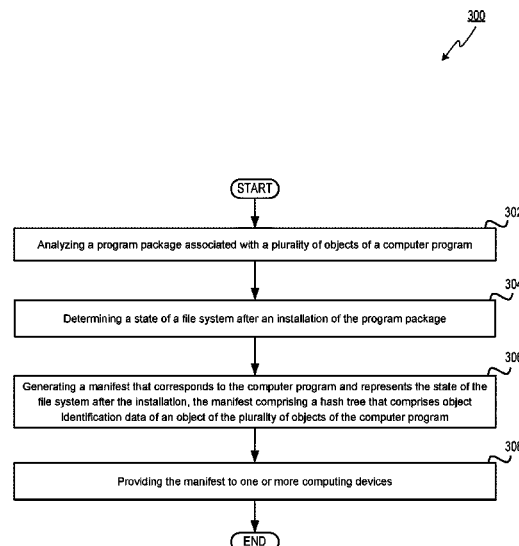 300
START
302
Analyzing a program package associated with a plurality of objects of a computer program
304
Determining a state of a file system after an installation of the program package
306
Generating a manifest that corresponds to the computer program and represents the state of the
file system after the installation, the manifest comprising a hash tree that comprises object
identification data of an object of the plurality of objects of the computer program
308
Providing the manifest to one or more computing devices
END